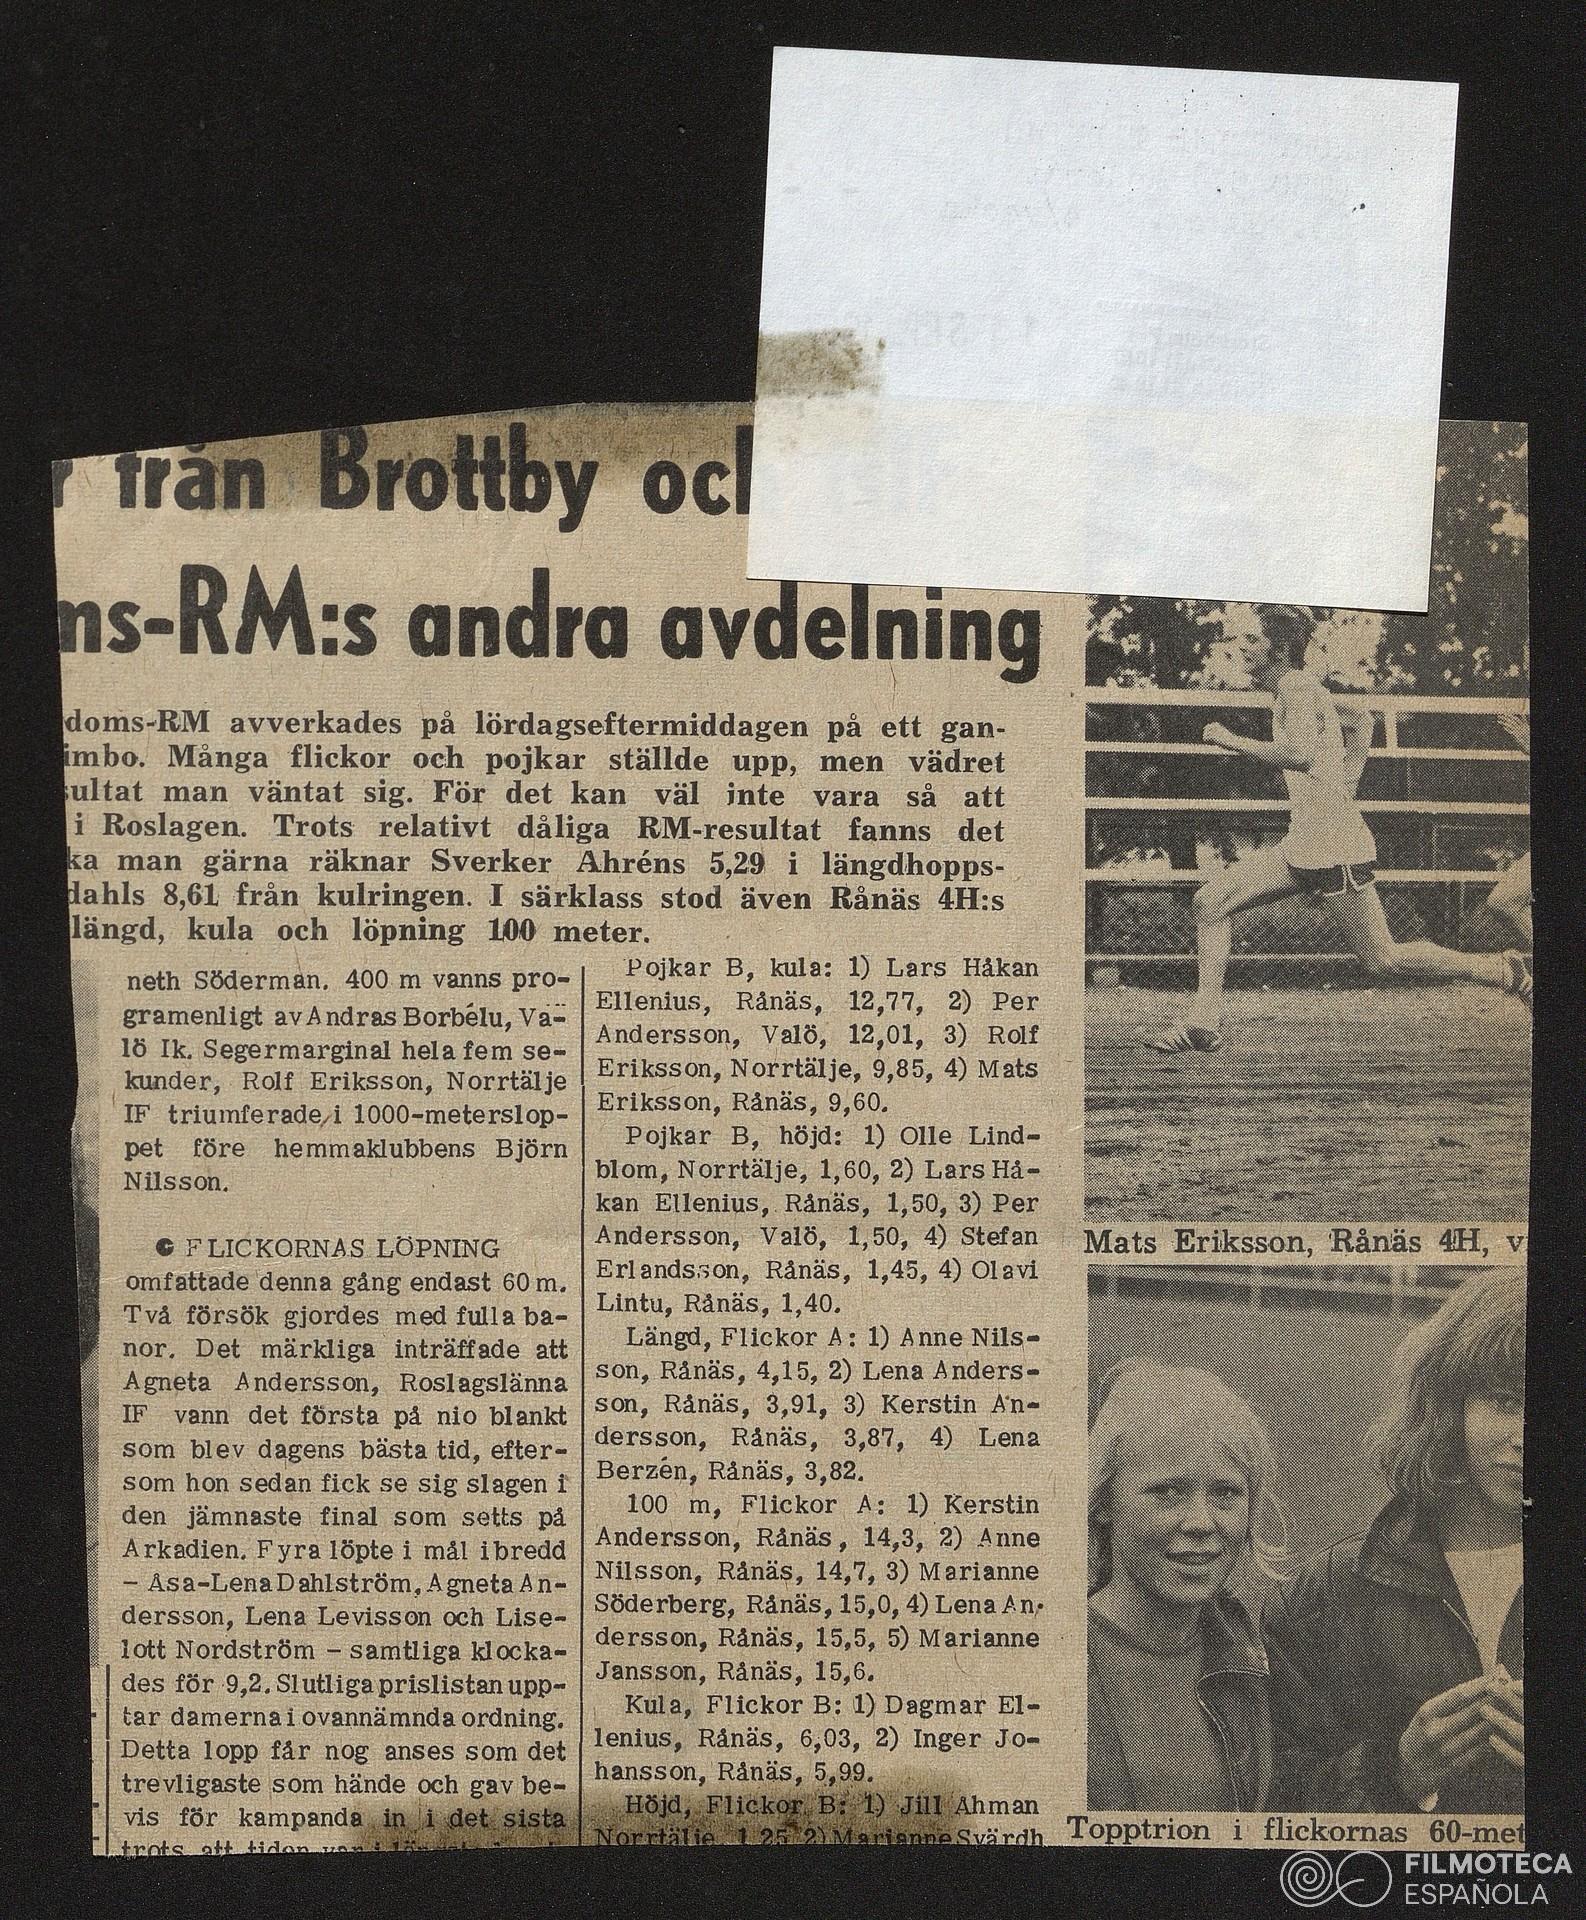 från Brottby och
ms-RM:s andra avdelning
doms-RM avverkades på lördagseftermiddagen på ett gan-
imbo. Många flickor och pojkar ställde upp, men vädret
sultat man väntat sig. För det kan väl inte vara så att
i Roslagen. Trots relativt dåliga RM-resultat fanns det
ka man gärna räknar Sverker Ahréns 5,29 i längdhopps-
dahls 8,61 från kulringen. I särklass stod även Rånäs 4H:s
längd, kula och löpning 100 meter.
neth Söderman. 400 m vanns pro-
gramenligt av Andras Borbélu, Va-
lö Ik. Segermarginal hela fem se-
kunder, Rolf Eriksson, Norrtälje
IF triumferade i 1000-metersslop-
pet före hemmaklubbens Björn
Nilsson.
FLICKORNAS LÖPNING
omfattade denna gång endast 60 m.
Två försök gjordes med fulla ba-
nor. Det märkliga inträffade att
Agneta Andersson, Roslagslänna
IF vann det första på nio blankt
som blev dagens bästa tid, efter-
som hon sedan fick se sig slagen i
den jämnaste final som setts på
Arkadien. Fyra löpte i mål ibredd
- Åsa-Lena Dahlström, Agneta An-
dersson, Lena Levisson och Lise-
lott Nordström - samtliga klocka-
des för 9,2. Slutliga prislistan upp-
tar damerna i ovannämnda ordning.
Detta lopp får nog anses som det
trevligaste som hände och gav be-
vis för kampanda in i det sista
trots att tiden var i
Pojkar B, kula: 1) Lars Håkan
Ellenius, Rånäs, 12,77, 2) Per
Andersson, Valö, 12,01, 3) Rolf
Eriksson, Norrtälje, 9,85, 4) Mats
Eriksson, Rånäs, 9,60.
Pojkar B, höjd: 1) Olle Lind-
blom, Norrtälje, 1,60, 2) Lars Hå-
kan Ellenius, Rånäs, 1,50, 3) Per
Andersson, Valö, 1,50, 4) Stefan
Erlandsson, Rånäs, 1,45, 4) Olavi
Lintu, Rånäs, 1,40.
Längd, Flickor A: 1) Anne Nils-
son, Rånäs, 4,15, 2) Lena Anders-
son, Rånäs, 3,91, 3) Kerstin An-
dersson, Rånäs, 3,87, 4) Lena
Berzén, Rånäs, 3,82.
100 m, Flickor A: 1) Kerstin
Andersson, Rånäs, 14,3, 2) Anne
Nilsson, Rånäs, 14,7, 3) Marianne
Söderberg, Rånäs, 15,0, 4) Lena An-
dersson, Rånäs, 15,5, 5) Marianne
Jansson, Rånäs, 15,6.
Kula, Flickor B: 1) Dagmar El-
lenius, Rånäs, 6,03, 2) Inger Jo-
hansson, Rånäs, 5,99.
Höjd, Flickor B: 1) Jill Åhman
Norrtälje, 1,25, 2) Marianne Svärdh
Mats Eriksson, Rånäs 4H, v
Topptrion i flickornas 60-met
FILMOTECA
ESPAÑOLA